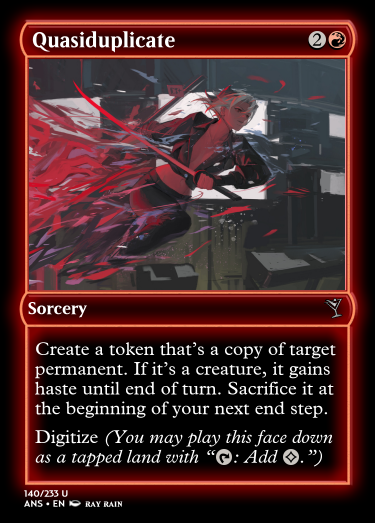 Quasiduplicate 2
Sorcery
Create a token that's a copy of target
permanent. If it's a creature, it gains
haste until end of turn. Sacrifice it at
the beginning of your next end step.
Digitize (You may play this face down
as a tapped land with “: Add .”)
140/233 U
ANS • EN RAY RAIN